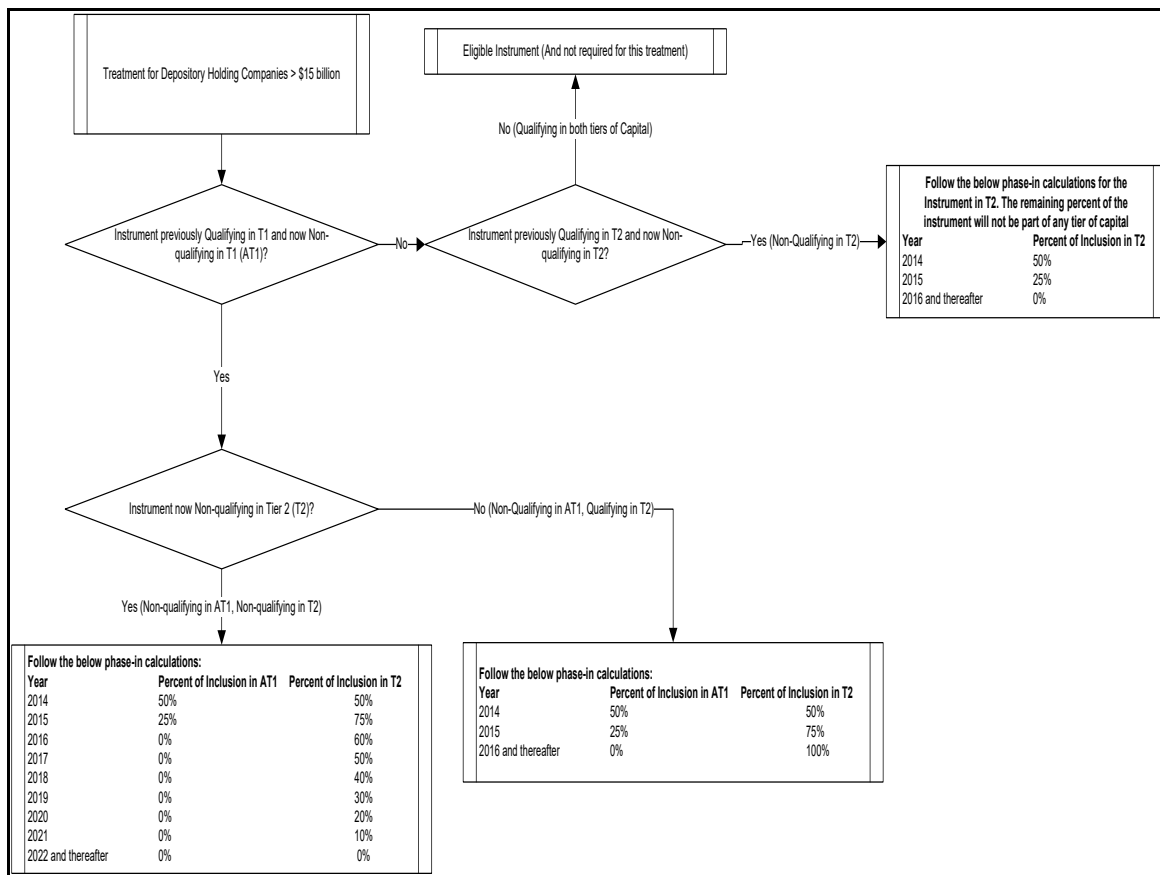 Treatment for Depository Holding Companies > $15 billion
Eligible Instrument (And not required for this treatment)
No (Qualifying in both tiers of Capital)
Instrument previously Qualifying in T1 and now Non-
qualifying in T1 (AT1)?
No
Instrument previously Qualifying in T2 and now Non-
qualifying in T2?
Yes (Non-Qualifying in T2)
Follow the below phase-in calculations for the
Instrument in T2. The remaining percent of the
instrument will not be part of any tier of capital
Year Percent of Inclusion in T2
2014 50%
2015 25%
2016 and thereafter 0%
Yes
Instrument now Non-qualifying in Tier 2 (T2)?
No (Non-Qualifying in AT1, Qualifying in T2)
Yes (Non-qualifying in AT1, Non-qualifying in T2)
Follow the below phase-in calculations:
Year Percent of Inclusion in AT1 Percent of Inclusion in T2
2014 50% 50%
2015 25% 75%
2016 0% 60%
2017 0% 50%
2018 0% 40%
2019 0% 30%
2020 0% 20%
2021 0% 10%
2022 and thereafter 0% 0%
Follow the below phase-in calculations:
Year Percent of Inclusion in AT1 Percent of Inclusion in T2
2014 50% 50%
2015 25% 75%
2016 and thereafter 0% 100%